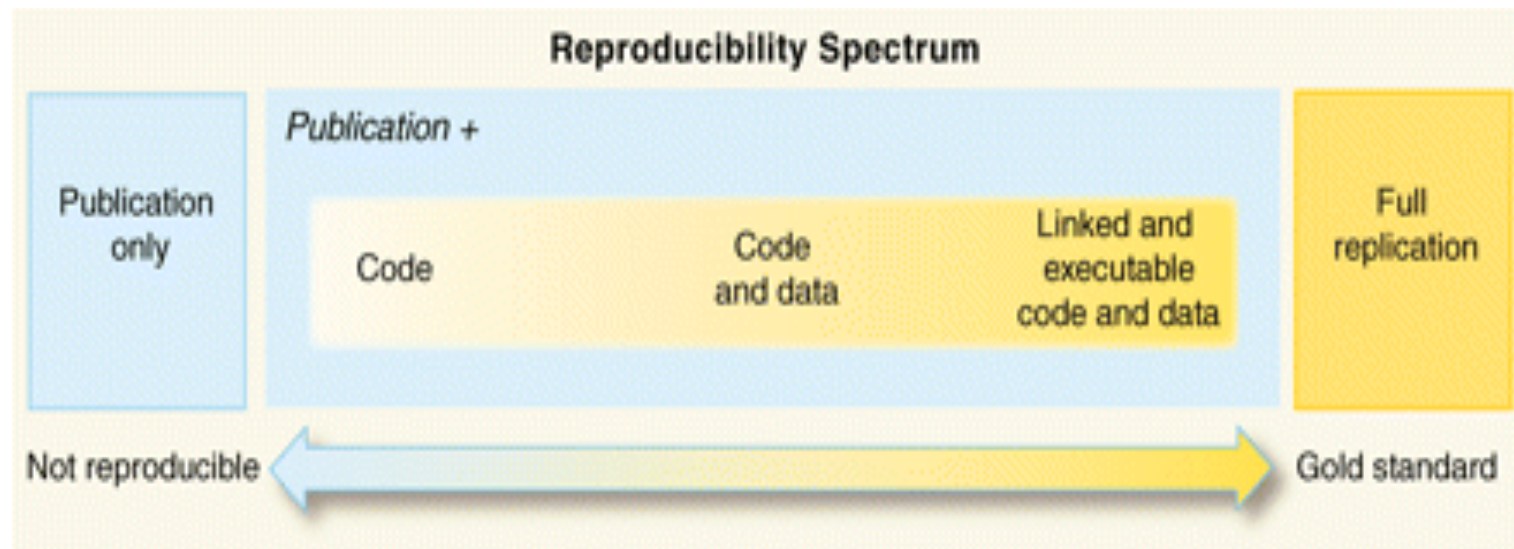 Reproducibility Spectrum
Publication
only
Publication +
Code
Code
and data
Linked and
executable
code and data
Full
replication
Not reproducible
Gold standard